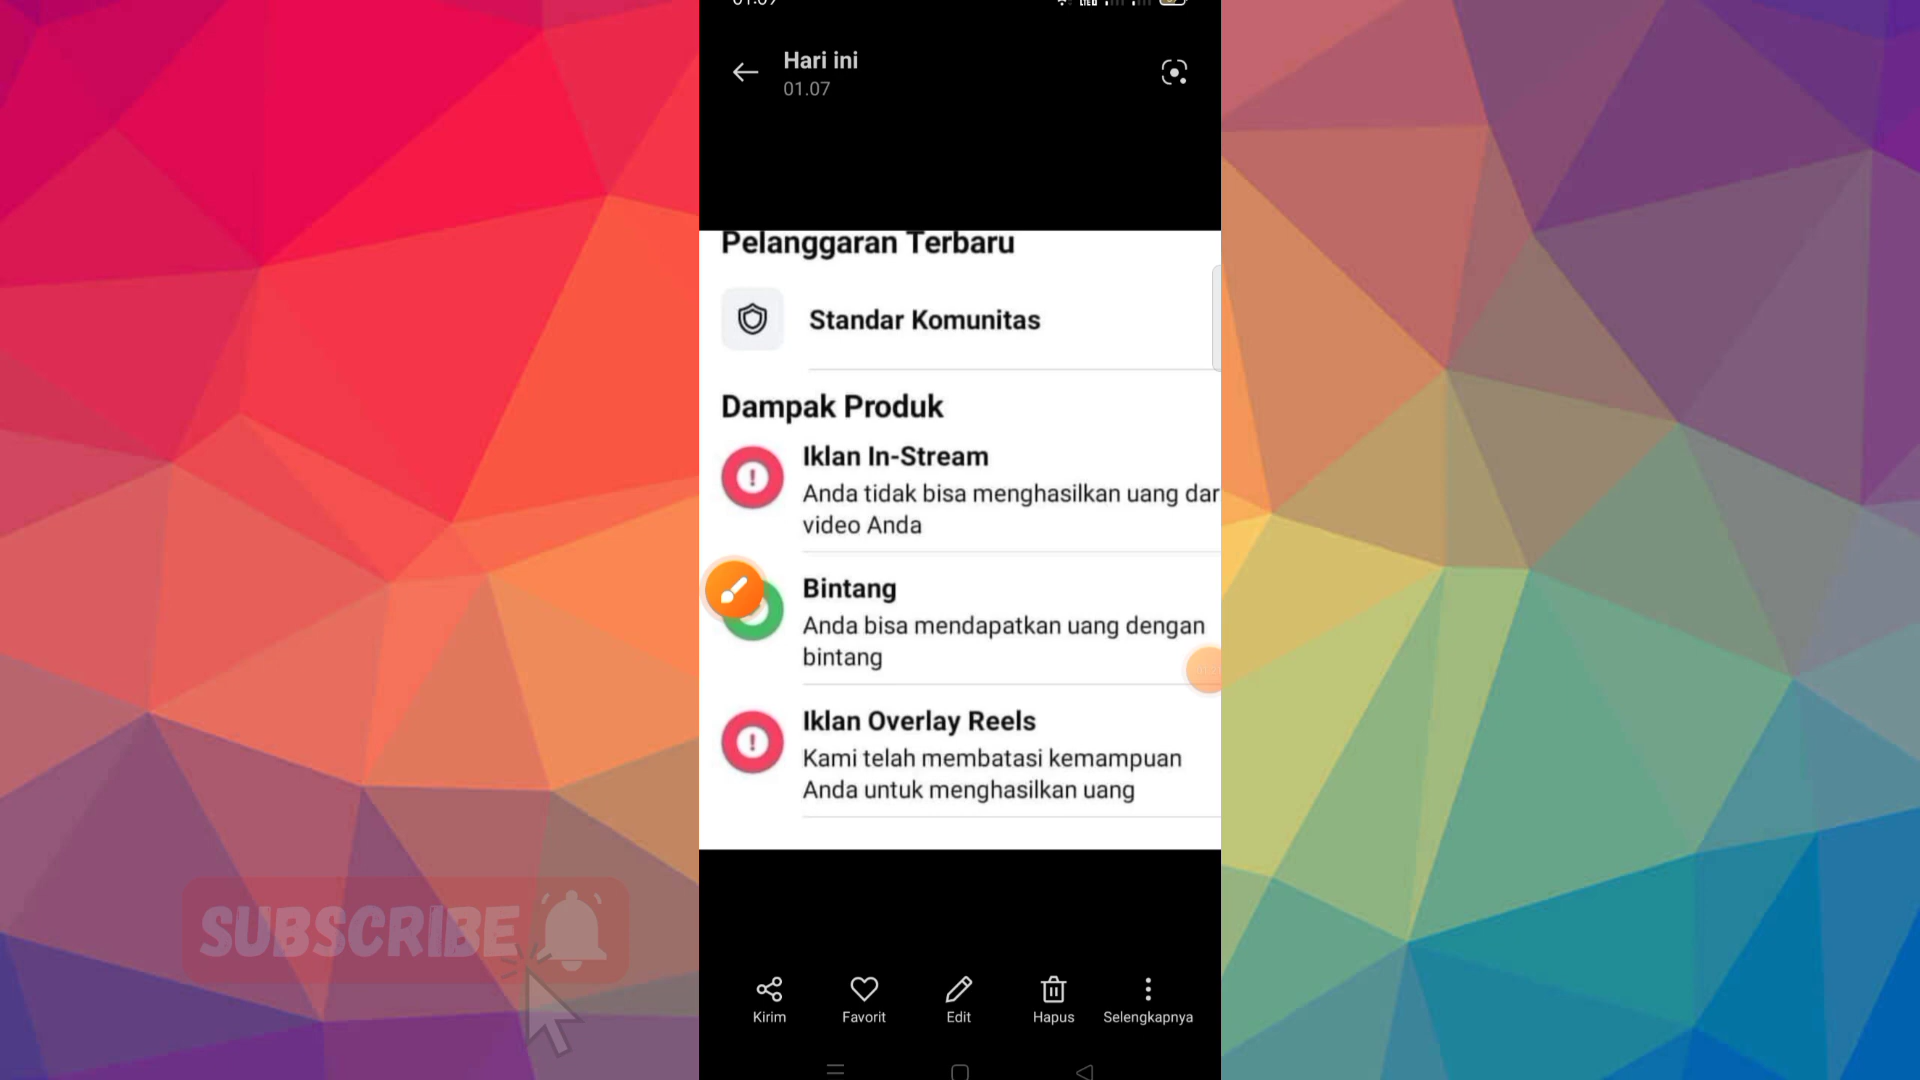 Hari ini
01.07
Pelanggaran Terbaru
Standar Komunitas
Dampak Produk
Iklan In-Stream
Anda tidak bisa menghasilkan uang dar
video Anda
Bintang
Anda bisa mendapatkan uang dengan
bintang
Iklan Overlay Reels
Kami telah membatasi kemampuan
Anda untuk menghasilkan uang
SUBSCRIBE
Kirim
Favorit
Edit
Hapus
Selengkapnya